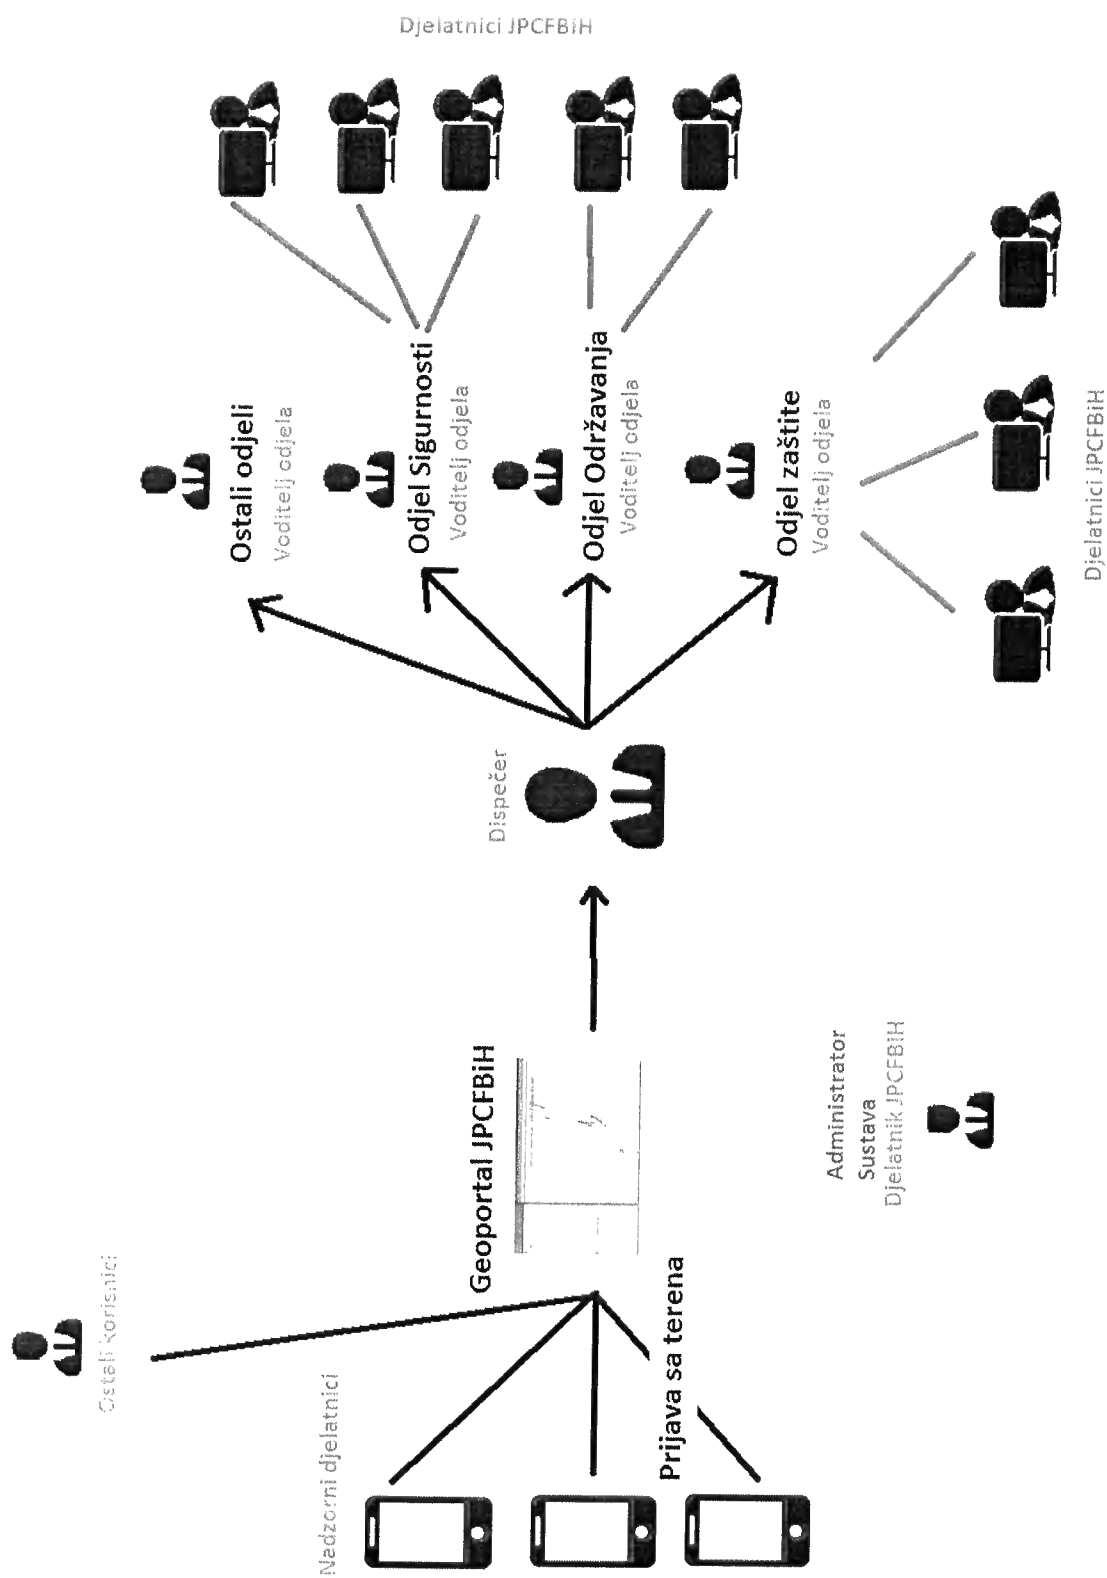 Ostali korisnici
Nadzorni djelatnici
Prijava sa terena
Geoportal JPCFBiH
Administrator
Sustava
Djelatnik JPCFBiH
Dispečer
Ostali odjeli
Voditelj odjela
Odjel Sigurnosti
Voditelj odjela
Odjel Održavanja
Voditelj odjela
Odjel zaštite
Voditelj odjela
Djelatnici JPCFBiH
Djelatnici JPCFBiH